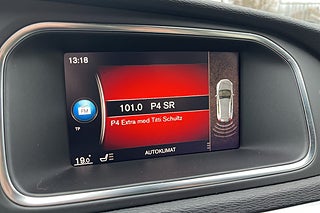 13:18
FM
101.0 P4 SR
P4 Extra med Titti Schultz
TP
19.0°
AUTOKLIMAT